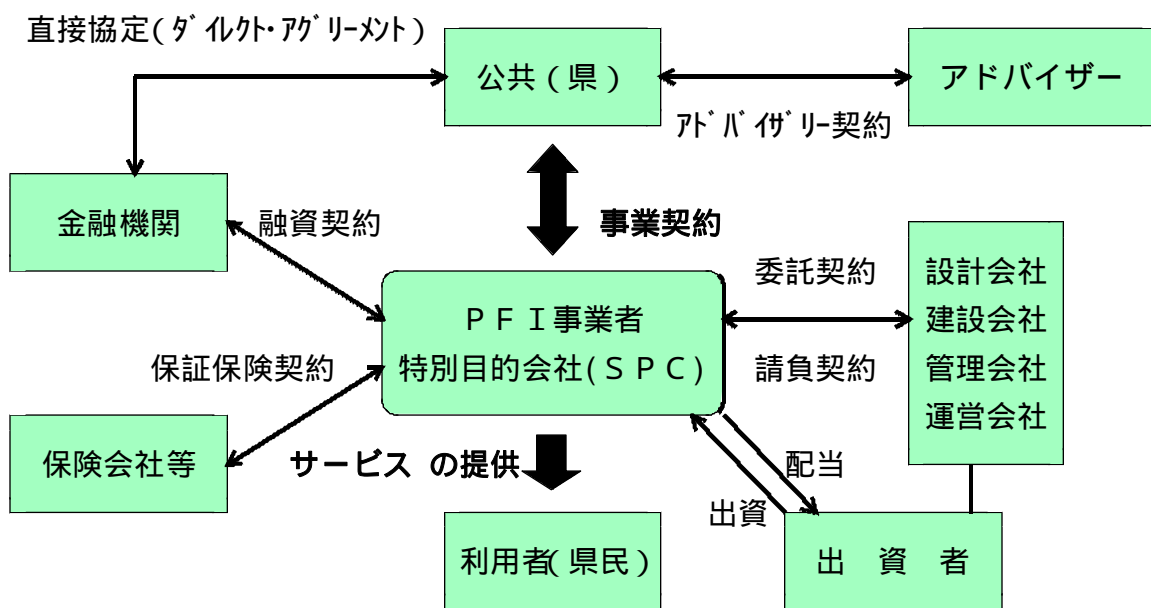 直接協定(ダイレクト・アグリーメント)
公共(県)
アドバイザー
アドバイザリー契約
金融機関
融資契約
事業契約
委託契約
設計会社
建設会社
管理会社
運営会社
PFI事業者
特別目的会社(SPC)
保証保険契約
請負契約
保険会社等
サービス の提供
配当
出資
利用者(県民)
出 資 者